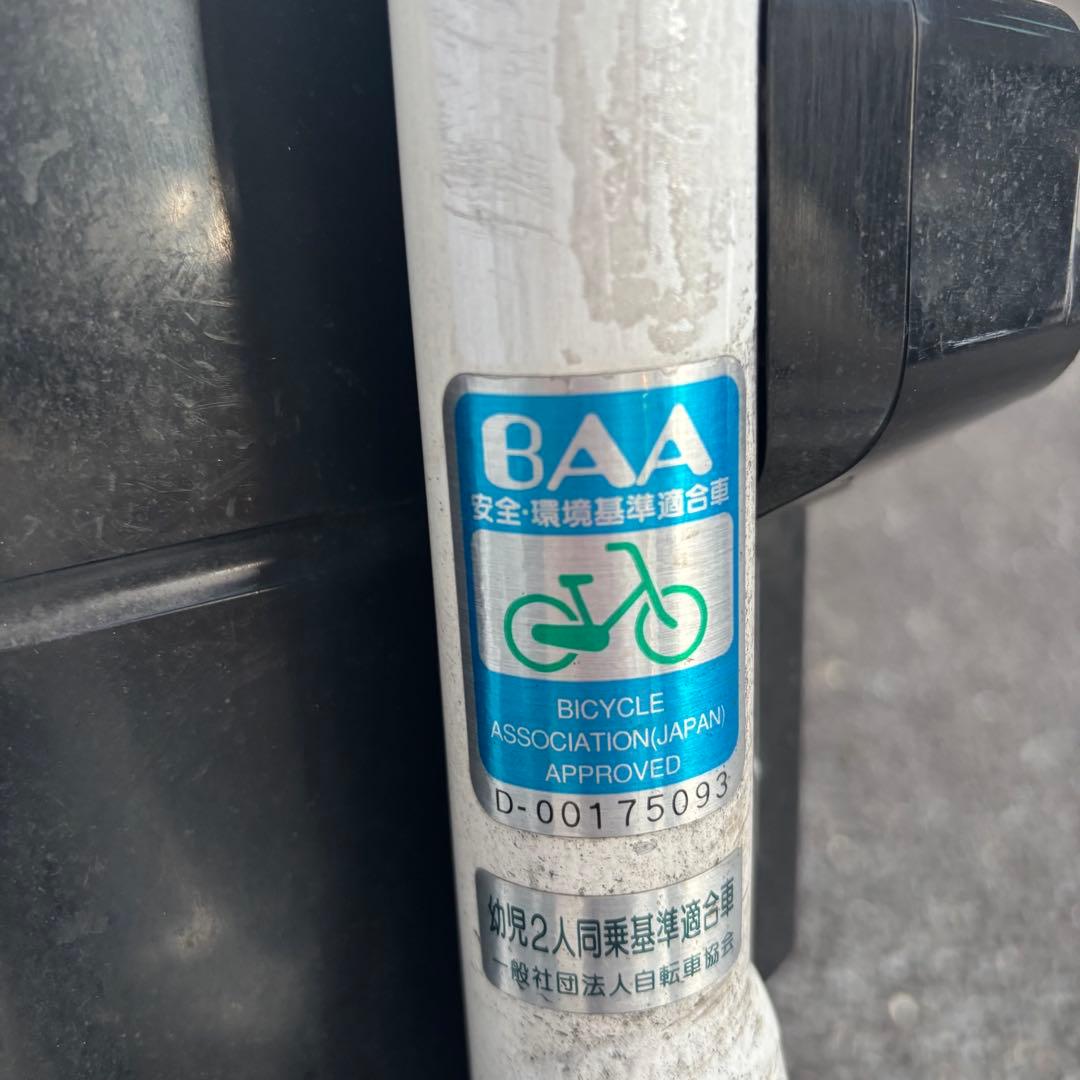 BAA
安全・環境基準適合車
BICYCLE
ASSOCIATION(JAPAN)
APPROVED
D-00175093
幼児2人同乗基準適合車
一般社団法人自転車協会